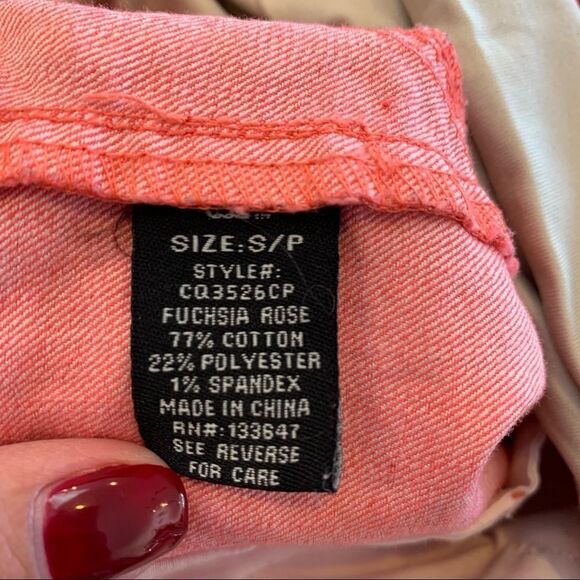 SIZE:S/P
STYLE#:
CQ3526CP
FUCHSIA ROSE
77% COTTON
22% POLYESTER
1% SPANDEX
MADE IN CHINA
RN#:133647
SEE REVERSE
FOR CARE